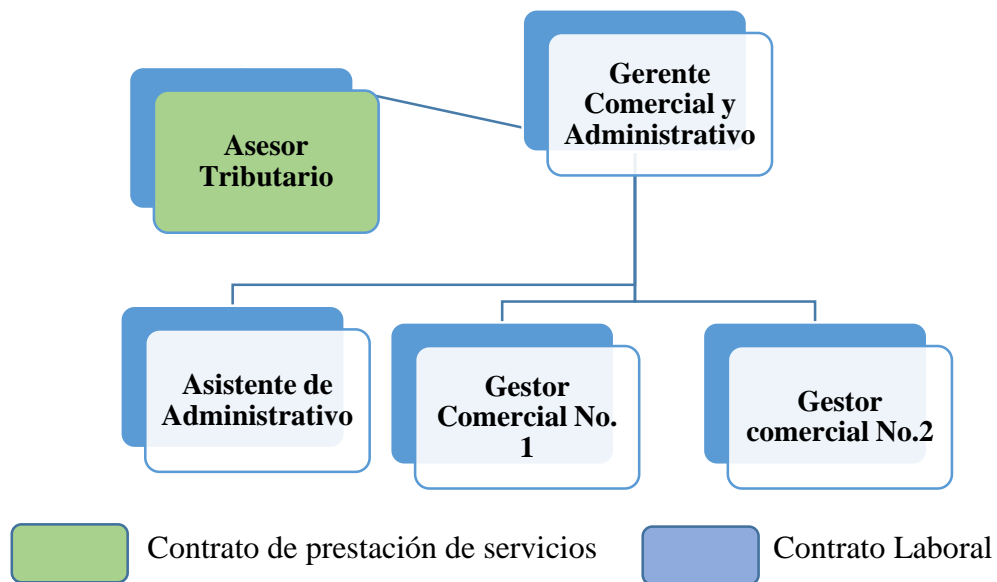 Gerente
Comercial y
Administrativo
Asesor
Tributario
Asistente de
Administrativo
Gestor
Comercial No.
1
Gestor
comercial No.2
Contrato de prestación de servicios
Contrato Laboral